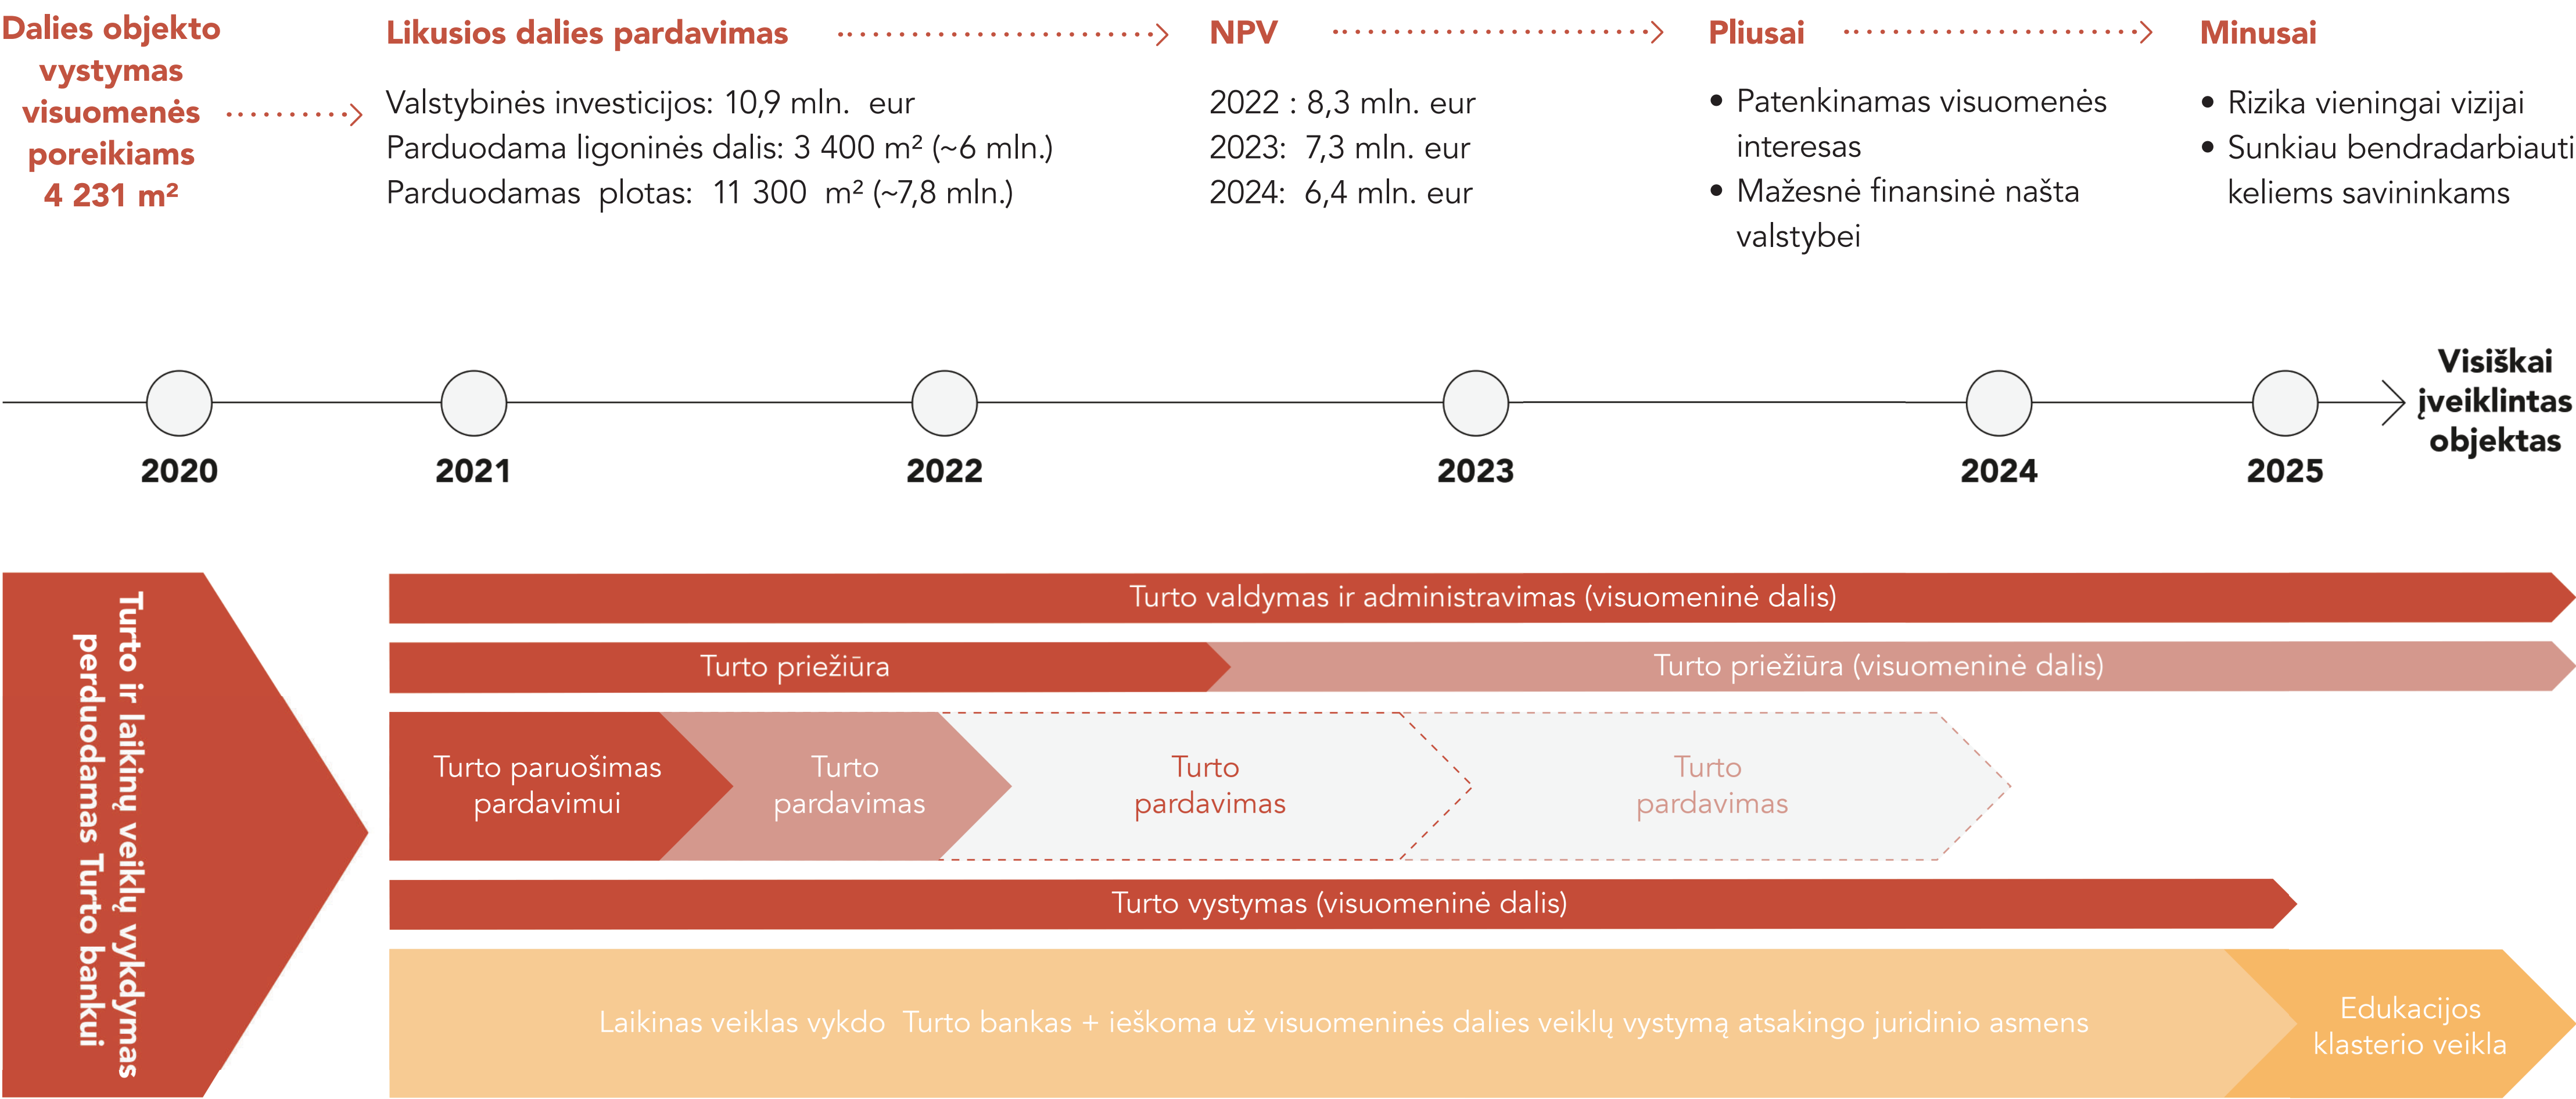 Dalies objekto
vystymas
visuomenės
poreikiams
4 231 m²
Likusios dalies pardavimas
Valstybinės investicijos: 10,9 mln. eur
Parduodama ligoninės dalis: 3 400 m² (~6 mln.)
Parduodamas plotas: 11 300 m² (~7,8 mln.)
NPV
2022 : 8,3 mln. eur
2023: 7,3 mln. eur
2024: 6,4 mln. eur
Pliusai
• Patenkinamas visuomenės
interesas
• Mažesnė finansinė našta
valstybei
Minusai
• Rizika vieningai vizijai
• Sunkiau bendradarbiauti
keliems savininkams
Visiškai
įveiklintas
objektas
2020
2021
2022
2023
2024
2025
Turto ir laikinų veiklų vykdymas
perduodamas Turto bankui
Turto valdymas ir administravimas (visuomeninė dalis)
Turto priežiūra
Turto priežiūra (visuomeninė dalis)
Turto paruošimas
pardavimui
Turto
pardavimas
Turto
pardavimas
Turto
pardavimas
Turto vystymas (visuomeninė dalis)
Laikinas veiklas vykdo Turto bankas + ieškoma už visuomeninės dalies veiklų vystymą atsakingo juridinio asmens
Edukacijos
klasterio veikla